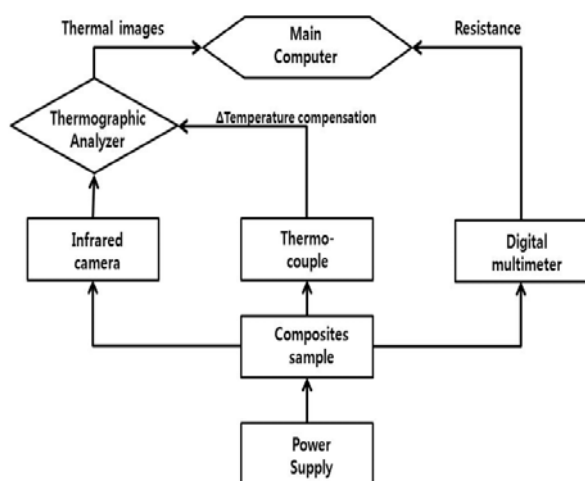 Thermal images
Main
Computer
Resistance
Thermographic
Analyzer
ΔTemperature compensation
Infrared
camera
Thermo-
couple
Digital
multimeter
Composites
sample
Power
Supply